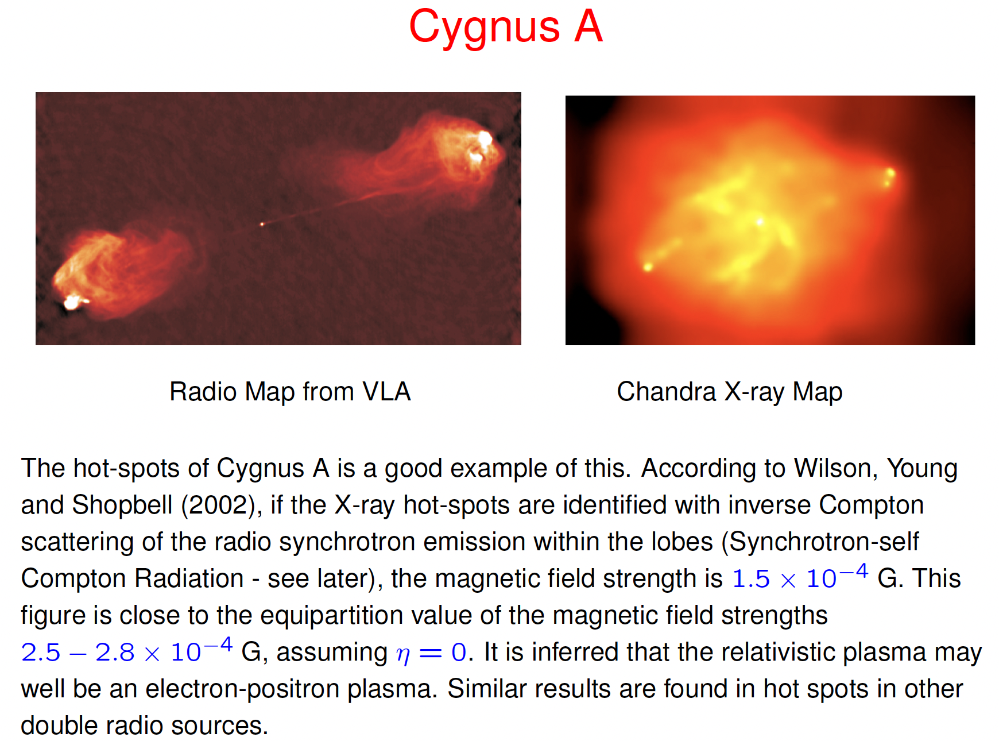 Cygnus A
Radio Map from VLA
Chandra X-ray Map
The hot-spots of Cygnus A is a good example of this. According to Wilson, Young
and Shopbell (2002), if the X-ray hot-spots are identified with inverse Compton
scattering of the radio synchrotron emission within the lobes (Synchrotron-self
Compton Radiation - see later), the magnetic field strength is 1.5 × 10⁻⁴ G. This
figure is close to the equipartition value of the magnetic field strengths
2.5 − 2.8 × 10⁻⁴ G, assuming η = 0. It is inferred that the relativistic plasma may
well be an electron-positron plasma. Similar results are found in hot spots in other
double radio sources.